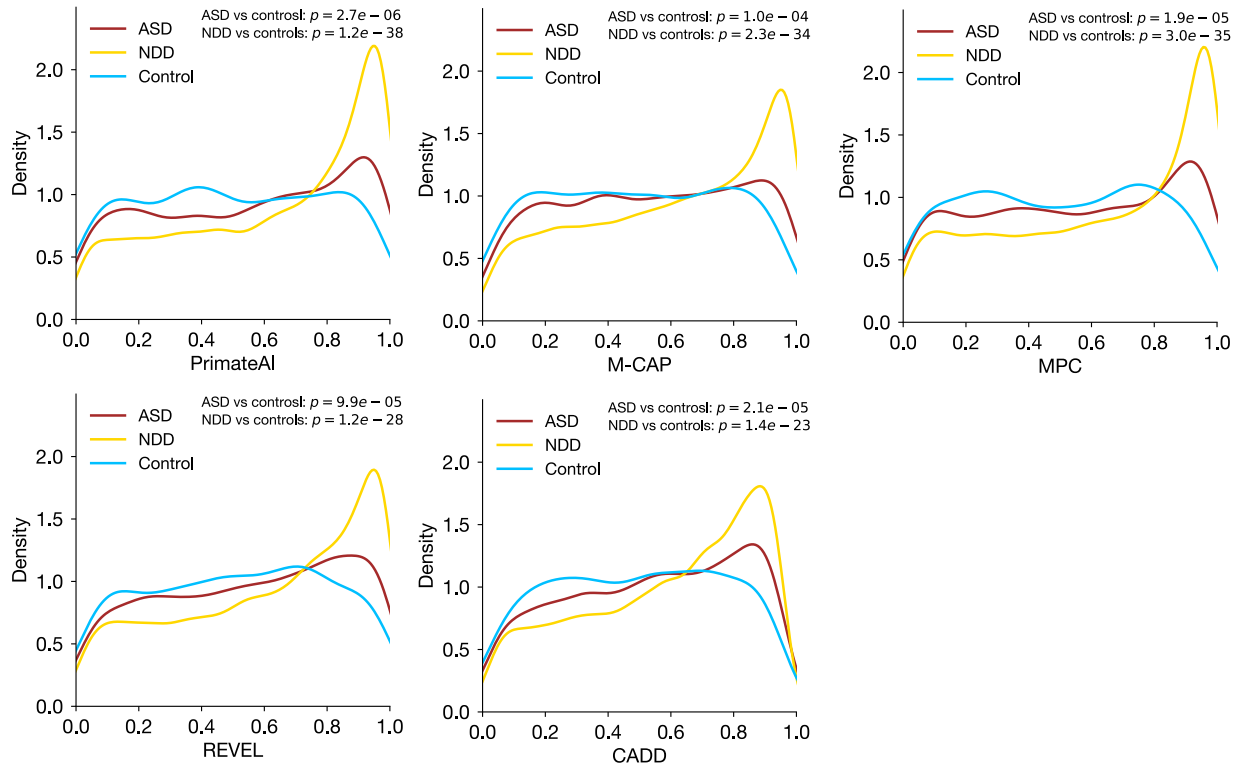 ASD vs controsl: p = 2.7e − 06
NDD vs controls: p = 1.2e − 38
ASD
NDD
Control
Density
2.0
1.5
1.0
0.5
0.0
0.0 0.2 0.4 0.6 0.8 1.0
PrimateAI
ASD vs controsl: p = 1.0e − 04
NDD vs controls: p = 2.3e − 34
ASD
NDD
Control
Density
2.0
1.5
1.0
0.5
0.0
0.0 0.2 0.4 0.6 0.8 1.0
M-CAP
ASD vs controsl: p = 1.9e − 05
NDD vs controls: p = 3.0e − 35
ASD
NDD
Control
Density
2.0
1.5
1.0
0.5
0.0
0.0 0.2 0.4 0.6 0.8 1.0
MPC
ASD vs controsl: p = 9.9e − 05
NDD vs controls: p = 1.2e − 28
ASD
NDD
Control
Density
2.0
1.5
1.0
0.5
0.0
0.0 0.2 0.4 0.6 0.8 1.0
REVEL
ASD vs controsl: p = 2.1e − 05
NDD vs controls: p = 1.4e − 23
ASD
NDD
Control
Density
2.0
1.5
1.0
0.5
0.0
0.0 0.2 0.4 0.6 0.8 1.0
CADD